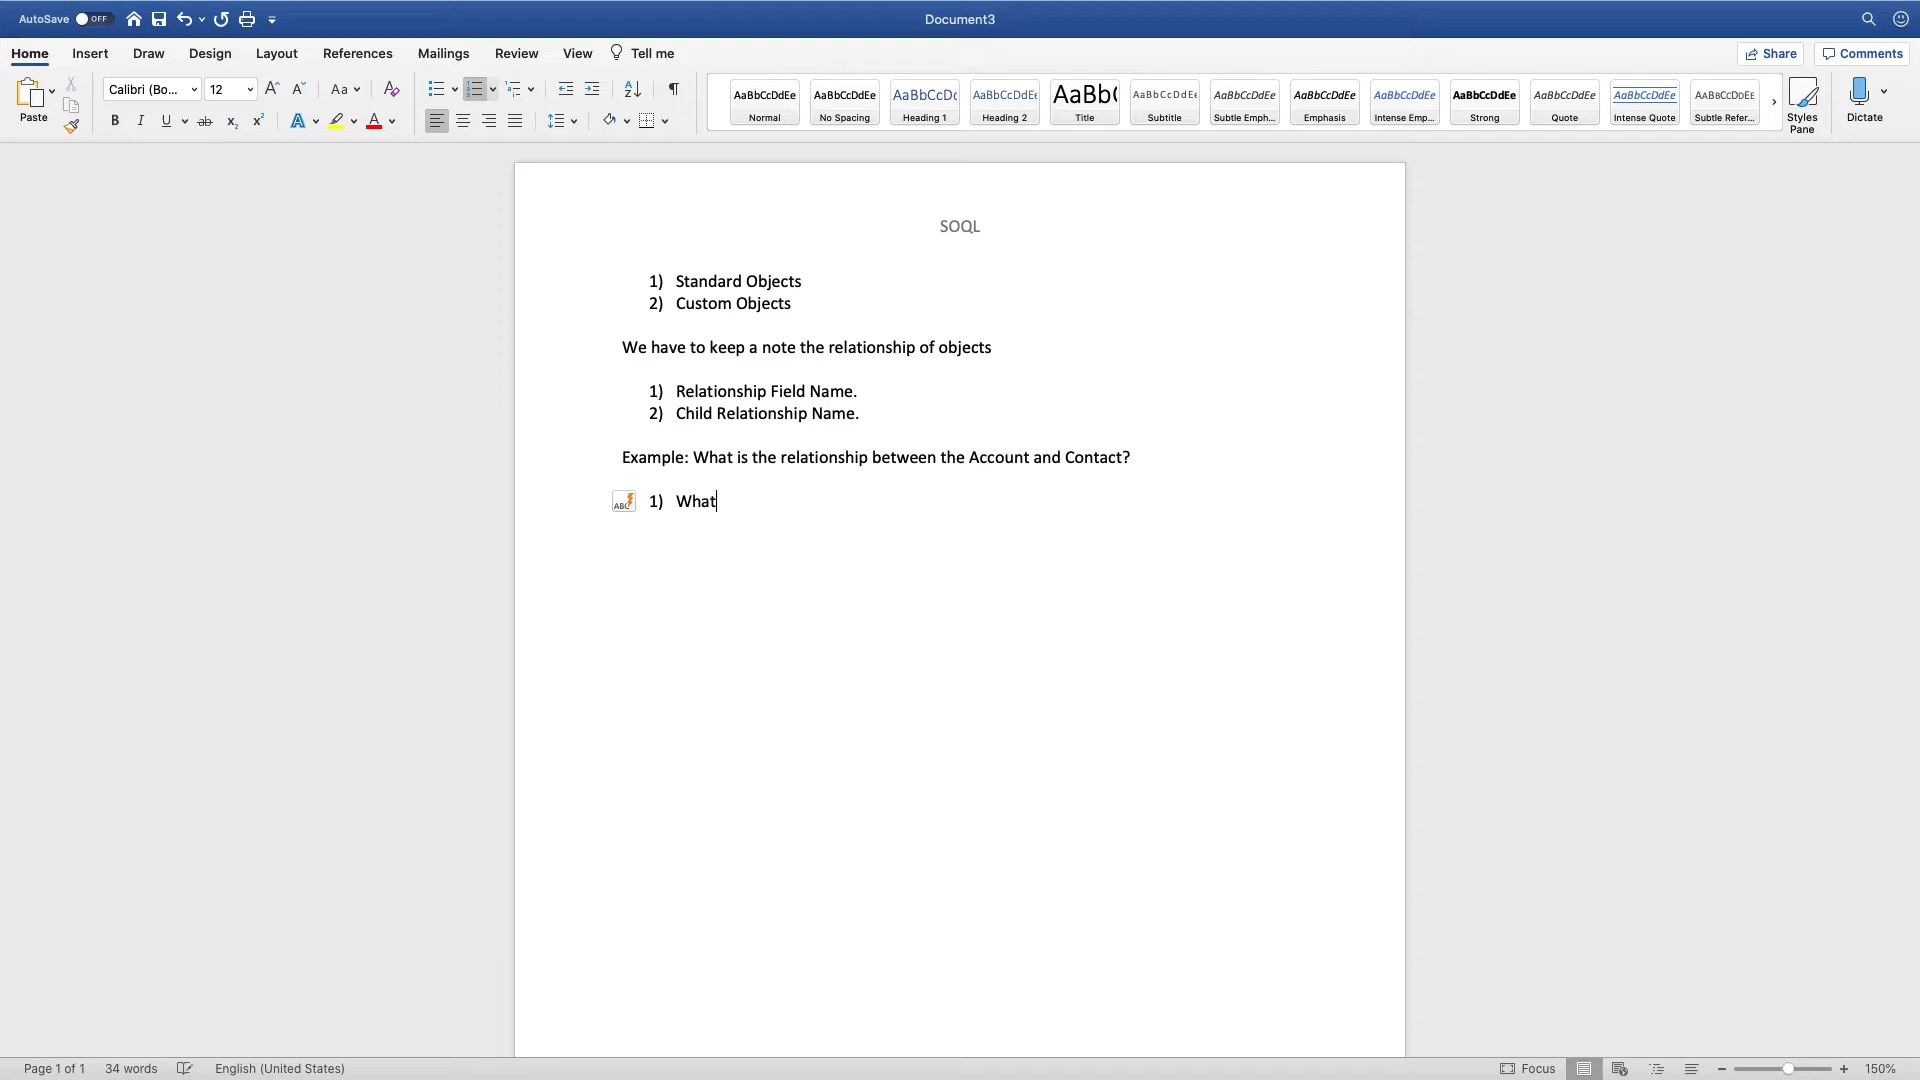 AutoSave OFF Document3
Home Insert Draw Design Layout References Mailings Review View Tell me Share Comments
Paste Calibri (Bo... 12 Aa
AaBbCcDdEe Normal
AaBbCcDdEe No Spacing
AaBbCcDc Heading 1
AaBbCcDdEe Heading 2
AaBb( Title
AaBbCcDdEe Subtitle
AaBbCcDdEe Subtle Emph...
AaBbCcDdEe Emphasis
AaBbCcDdEe Intense Emp...
AaBbCcDdEe Strong
AaBbCcDdEe Quote
AaBbCcDdEe Intense Quote
AaBbCcDdEe Subtle Refer...
Styles Pane
Dictate
SOQL
1) Standard Objects
2) Custom Objects
We have to keep a note the relationship of objects
1) Relationship Field Name.
2) Child Relationship Name.
Example: What is the relationship between the Account and Contact?
1) What
Page 1 of 1 34 words English (United States) Focus 150%